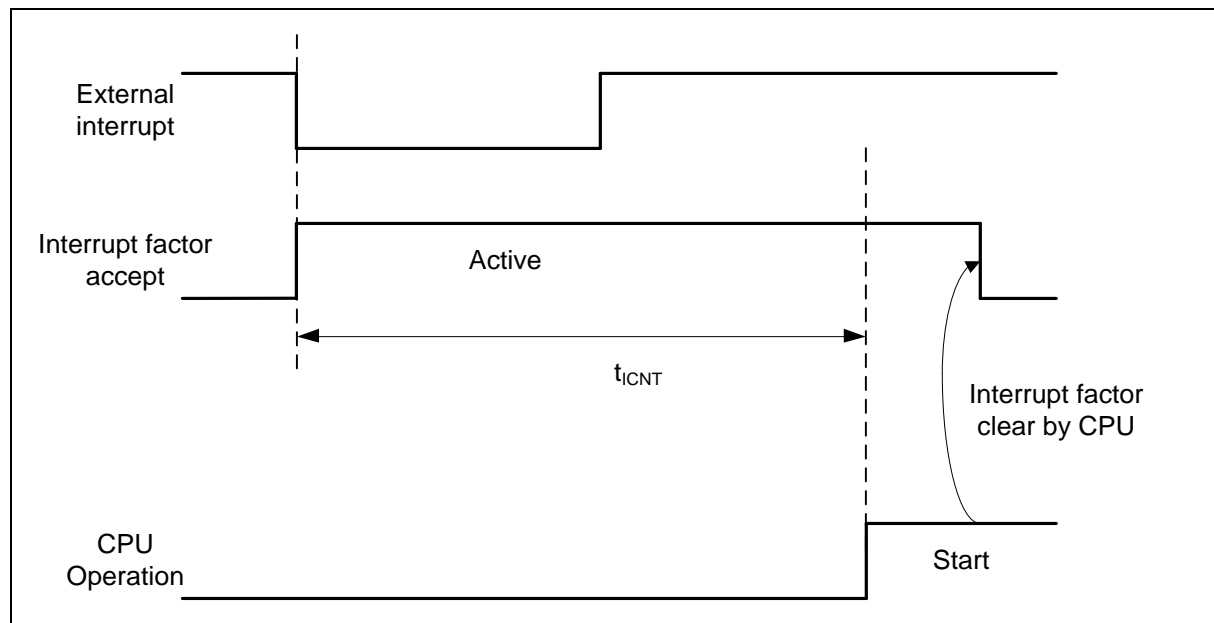 External
interrupt
Interrupt factor
accept
Active
tICNT
Interrupt factor
clear by CPU
CPU
Operation
Start